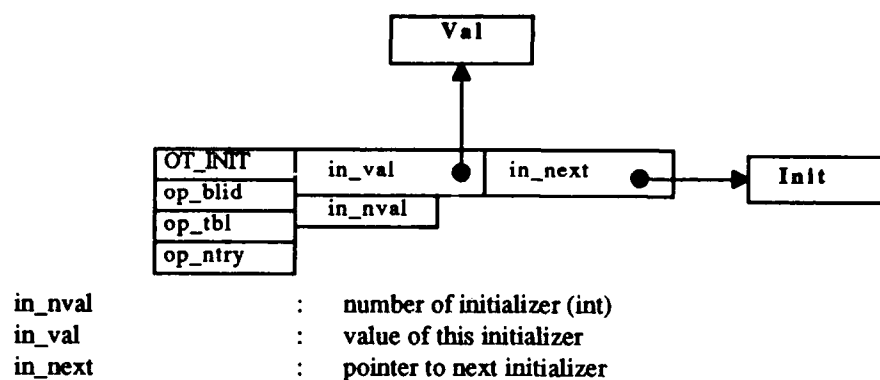 Val
OT_INIT
in_val
in_next
Init
op_blid
in_nval
op_tbl
op_ntry
in_nval : number of initializer (int)
in_val : value of this initializer
in_next : pointer to next initializer